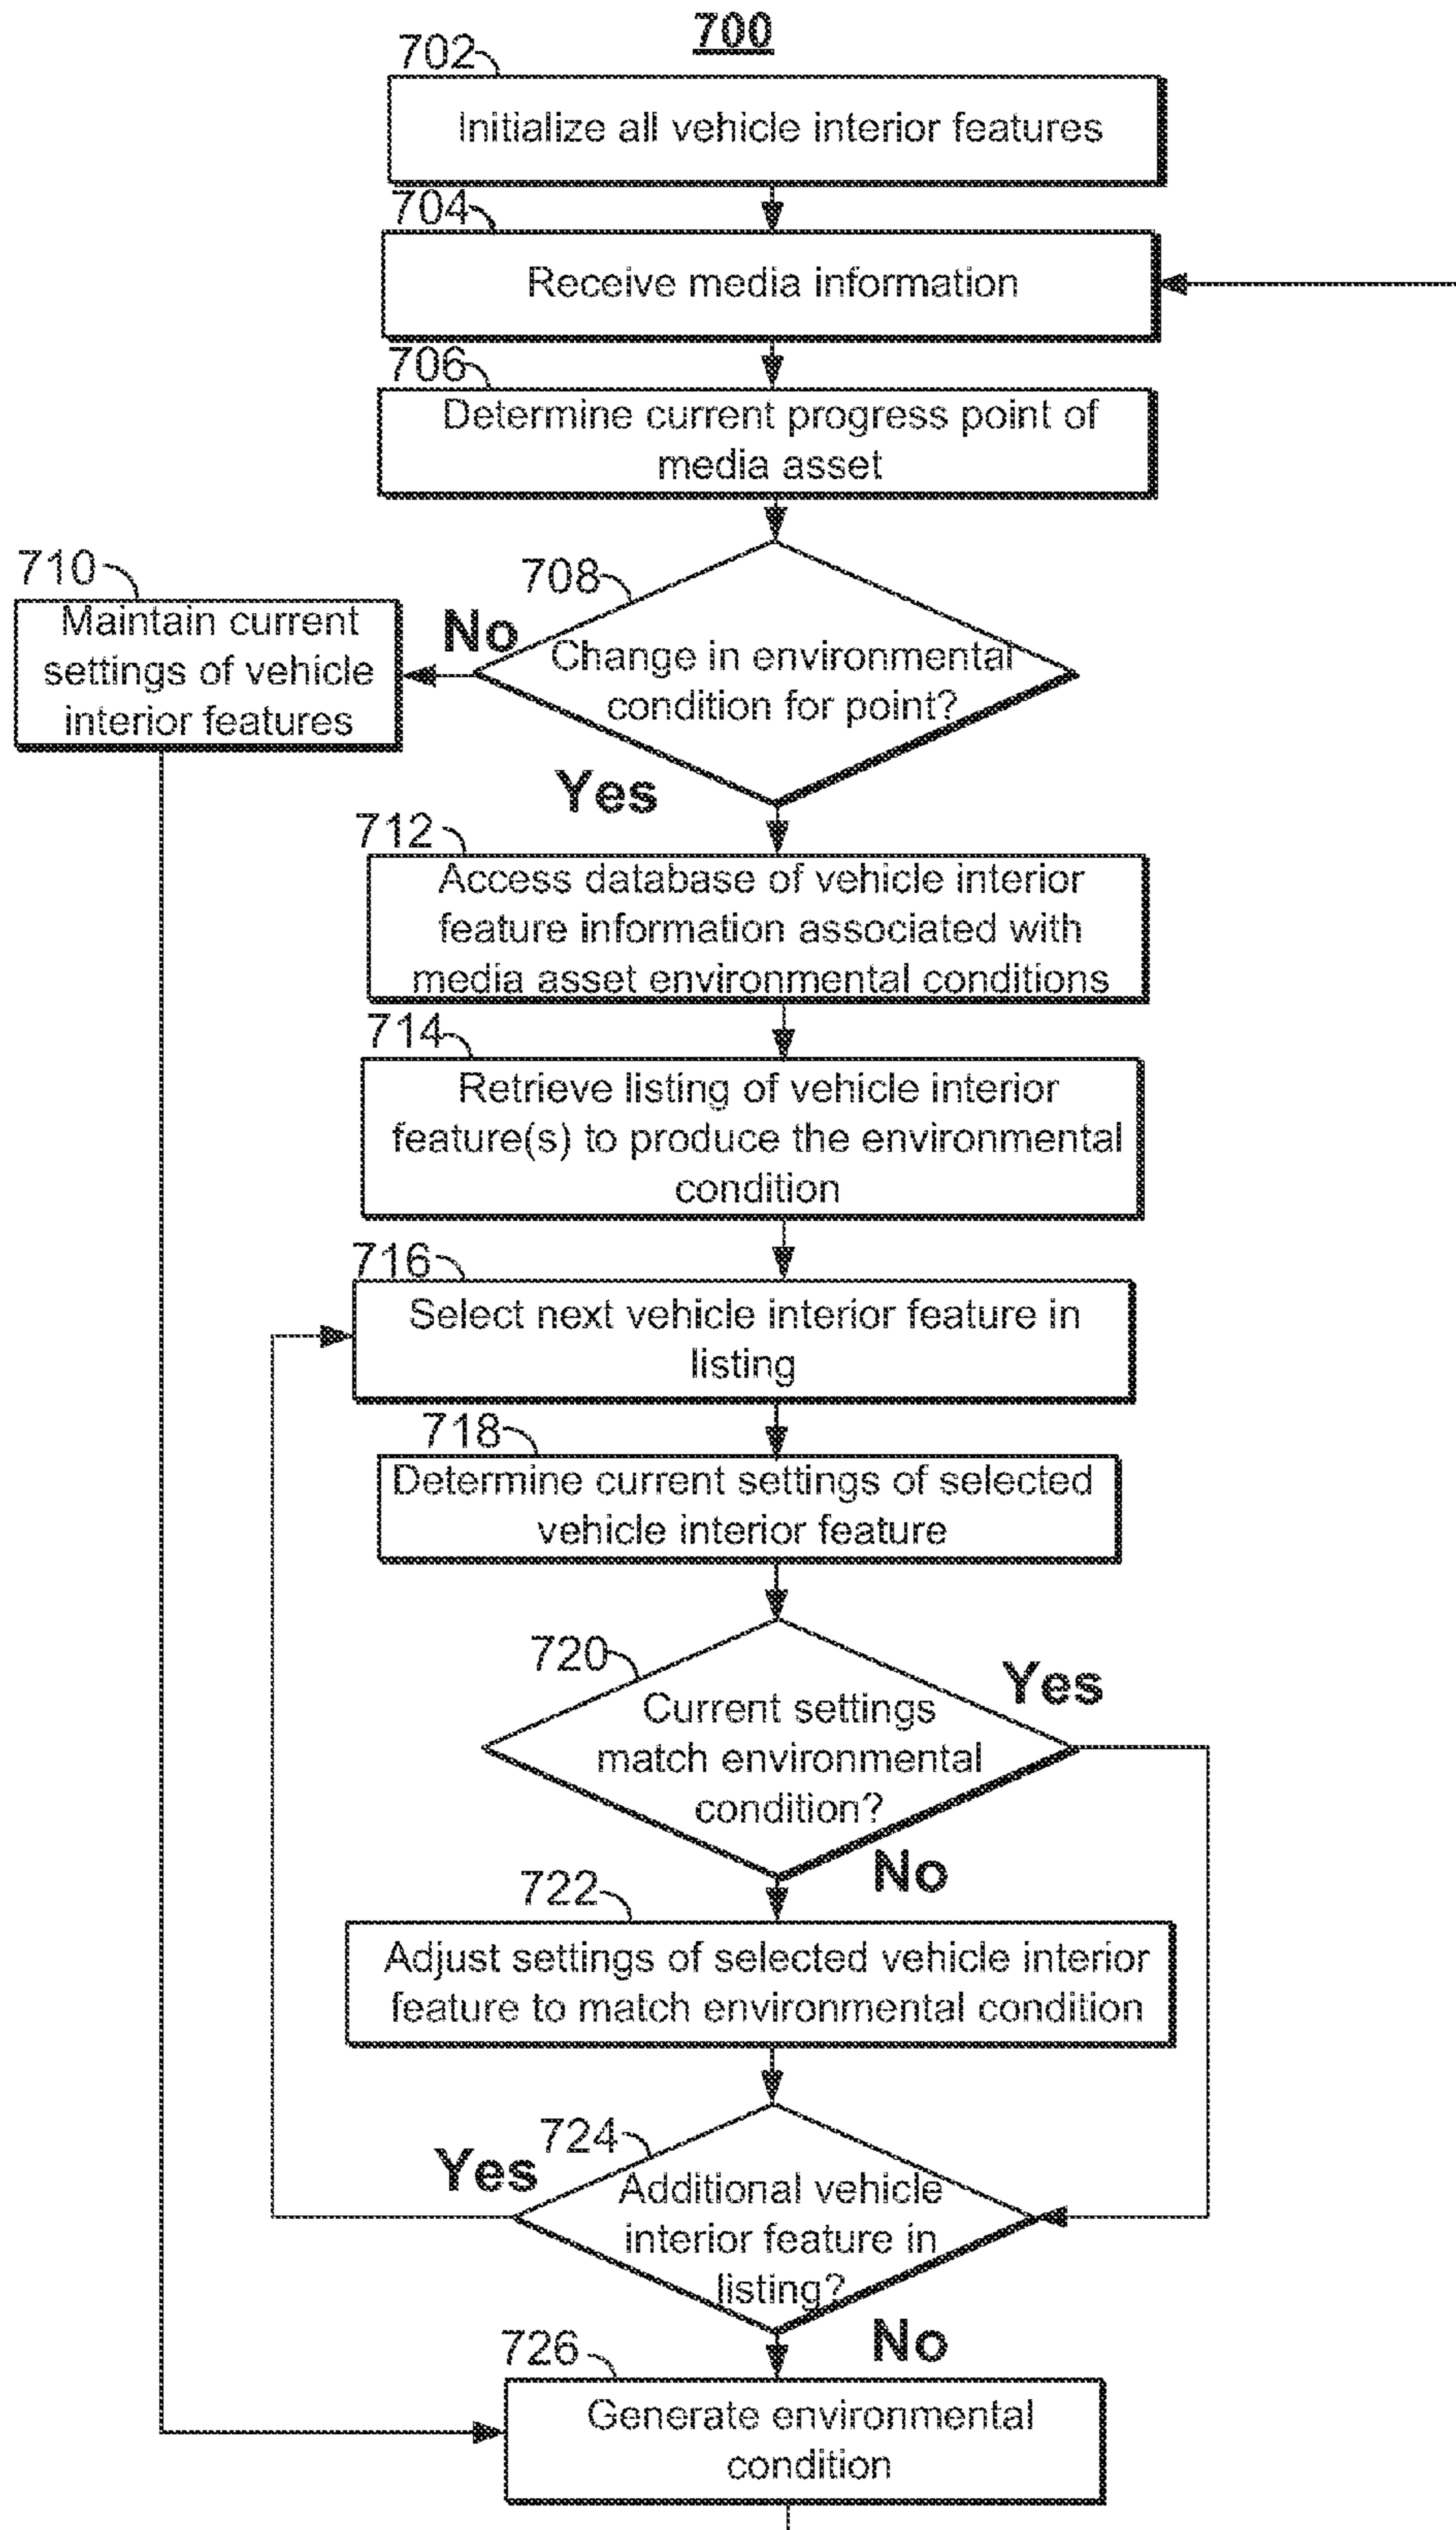 700
702
Initialize all vehicle interior features
704
Receive media information
706
Determine current progress point of
media asset
710
Maintain current
settings of vehicle
interior features
No
708
Change in environmental
condition for point?
Yes
712
Access database of vehicle interior
feature information associated with
media asset environmental conditions
714
Retrieve listing of vehicle interior
feature(s) to produce the environmental
condition
716
Select next vehicle interior feature in
listing
718
Determine current settings of selected
vehicle interior feature
720
Current settings
match environmental
condition?
Yes
No
722
Adjust settings of selected vehicle interior
feature to match environmental condition
724
Yes
Additional vehicle
interior feature in
listing?
No
726
Generate environmental
condition